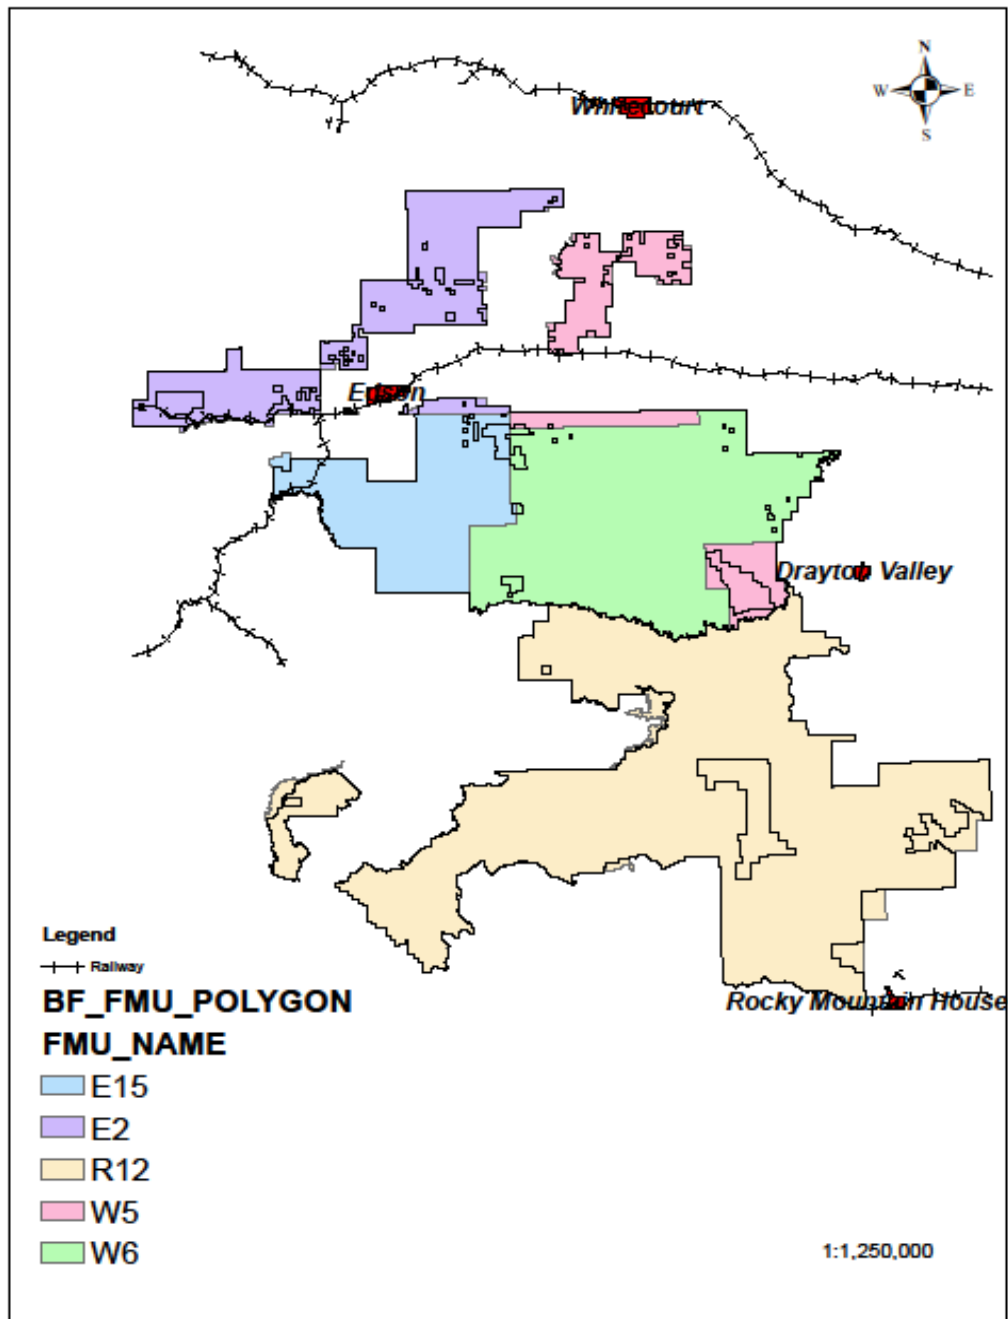 N
W E
S
Whitecourt
Edson
Drayton Valley
Rocky Mountain House
Legend
Railway
BF_FMU_POLYGON
FMU_NAME
E15
E2
R12
W5
W6
1:1,250,000